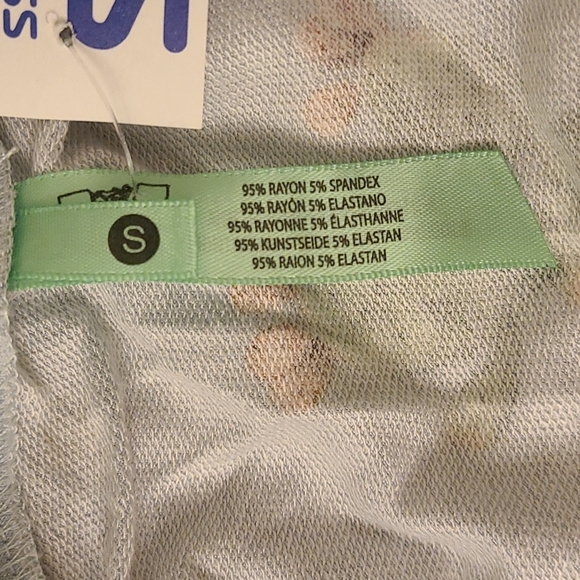 95% RAYON 5% SPANDEX
95% RAYÓN 5% ELASTANO
95% RAYONNE 5% ÉLASTHANNE
95% KUNSTSEIDE 5% ELASTAN
95% RAION 5% ELASTAN
S